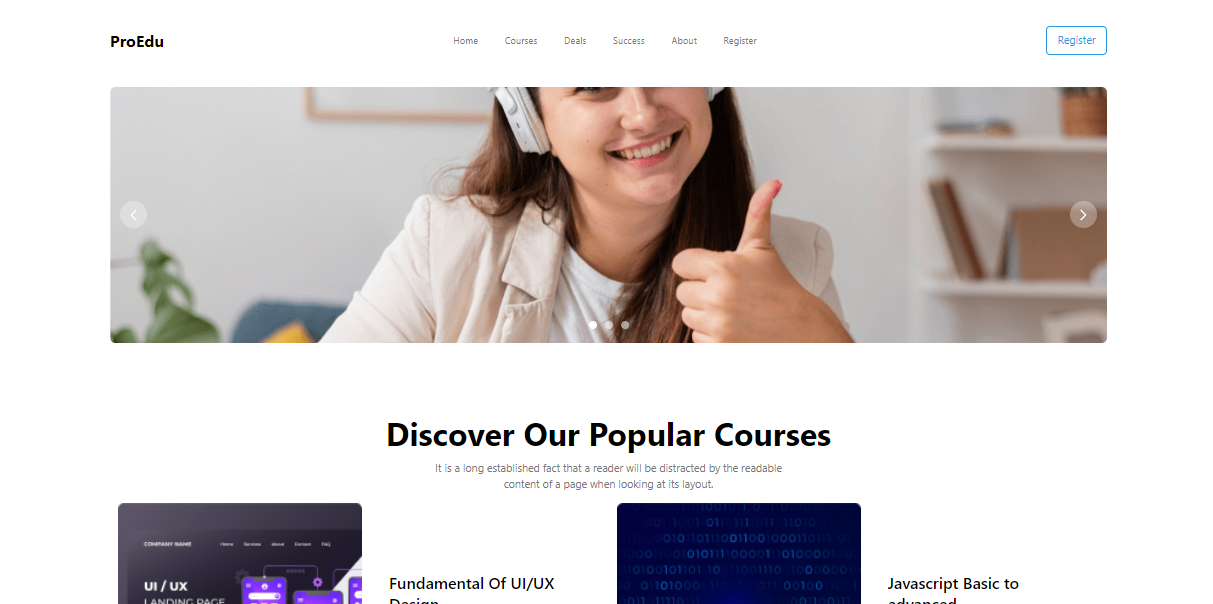 ProEdu
Home Courses Deals Success About Register
Register
Discover Our Popular Courses
It is a long established fact that a reader will be distracted by the readable
content of a page when looking at its layout.
COMPANY NAME
Home Services About Contact FAQ
UI / UX
LANDING PAGE
Fundamental Of UI/UX
Design
Javascript Basic to
advanced